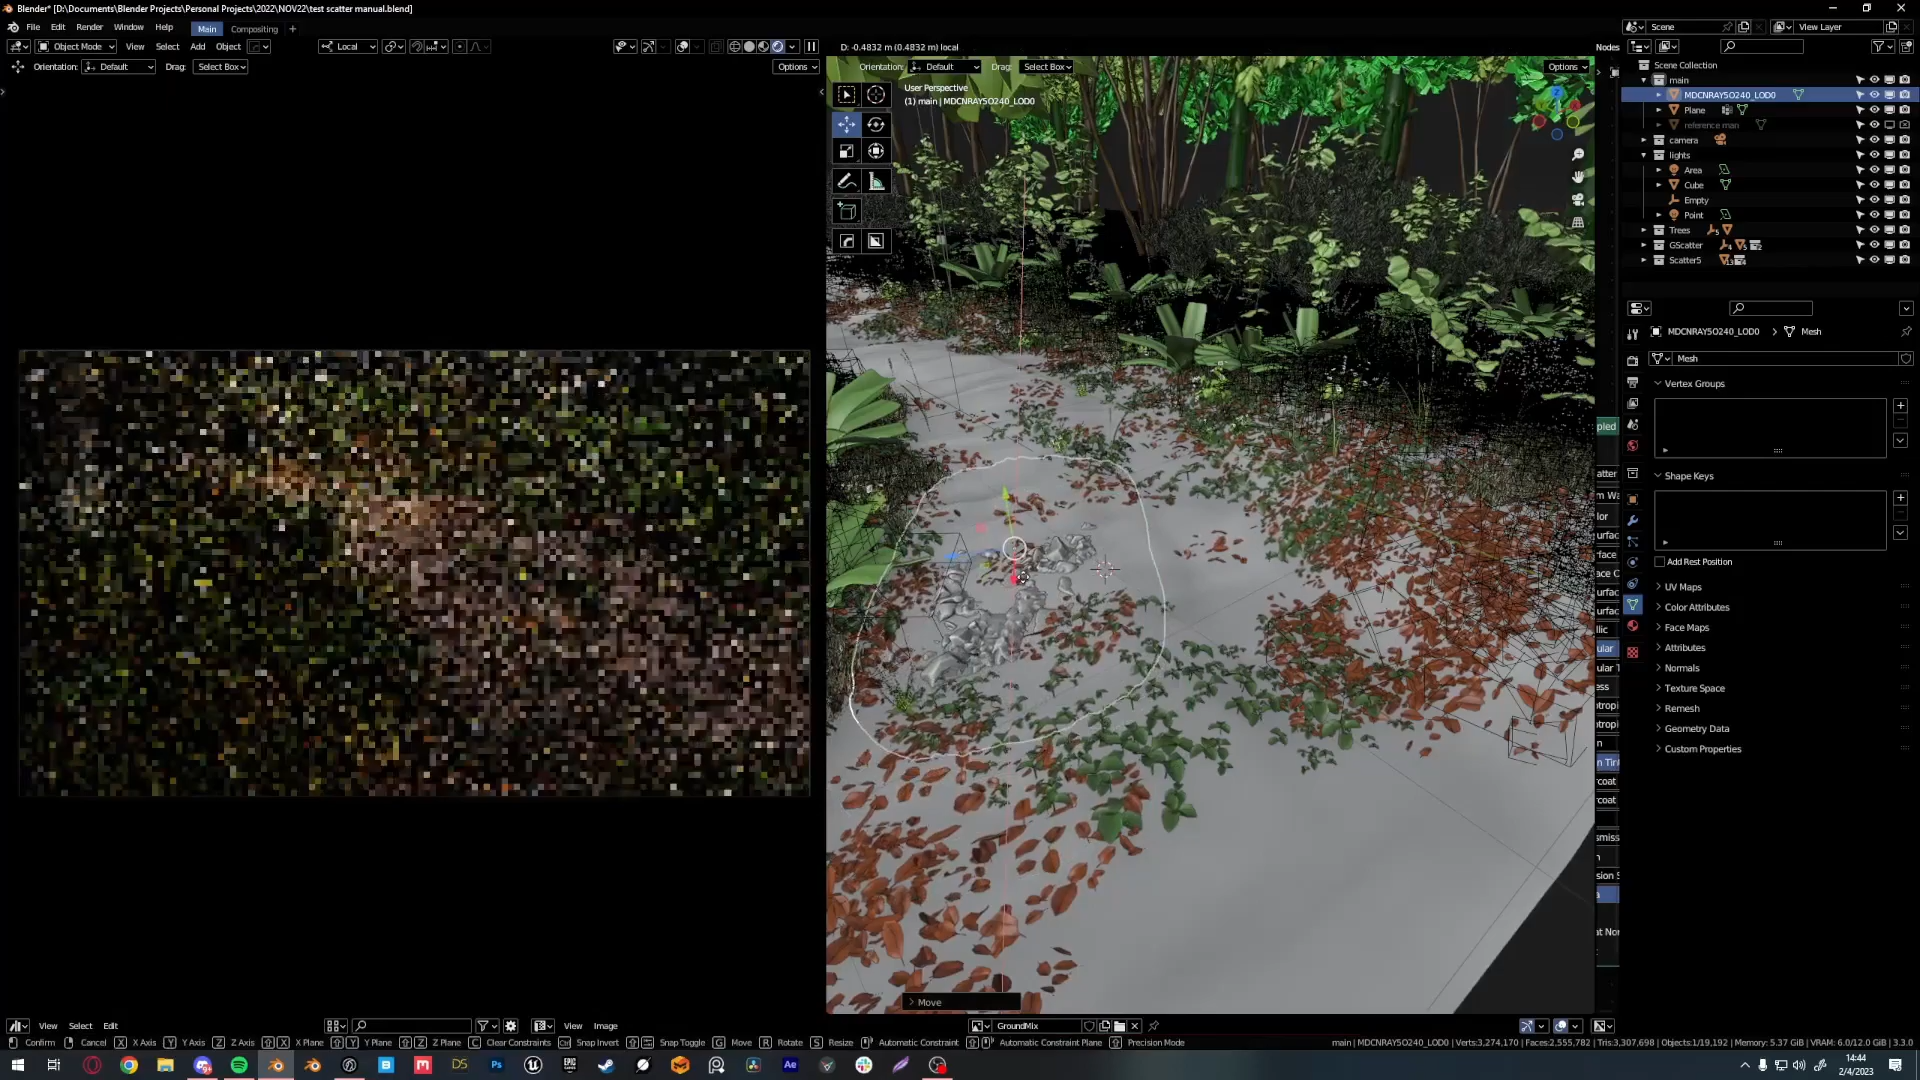 Blender* [D:\Documents\Blender Projects\Personal Projects\2022\NOV22\test scatter manual.blend]
File Edit Render Window Help Main Compositing +
Scene View Layer
Object Mode View Select Add Object Local
D: -0.4832 m (0.4832 m) local
Nodes
Orientation: Default Drag: Select Box Options
Orientation: Default Drag: Select Box Options
User Perspective
(1) main | MDCNRAY5O240_LOD0
Scene Collection
main
MDCNRAY5O240_LOD0
Plane
reference man
camera
lights
Area
Cube
Empty
Point
Trees
GScatter
Scatter5
MDCNRAY5O240_LOD0 > Mesh
Mesh
Vertex Groups
Shape Keys
Add Rest Position
UV Maps
Color Attributes
Face Maps
Attributes
Normals
Texture Space
Remesh
Geometry Data
Custom Properties
Move
View Select Edit
View Image
GroundMix
Confirm Cancel X X Axis Y Y Axis Z Z Axis X X Plane Y Y Plane Z Z Plane C Clear Constraints Snap Invert Snap Toggle G Move R Rotate S Resize Automatic Constraint Automatic Constraint Plane Precision Mode
main | MDCNRAY5O240_LOD0 | Verts:3,274,170 | Faces:2,555,782 | Tris:3,307,698 | Objects:1/19,192 | Memory: 5.37 GiB | VRAM: 6.0/12.0 GiB | 3.3.0
14:44
2/4/2023